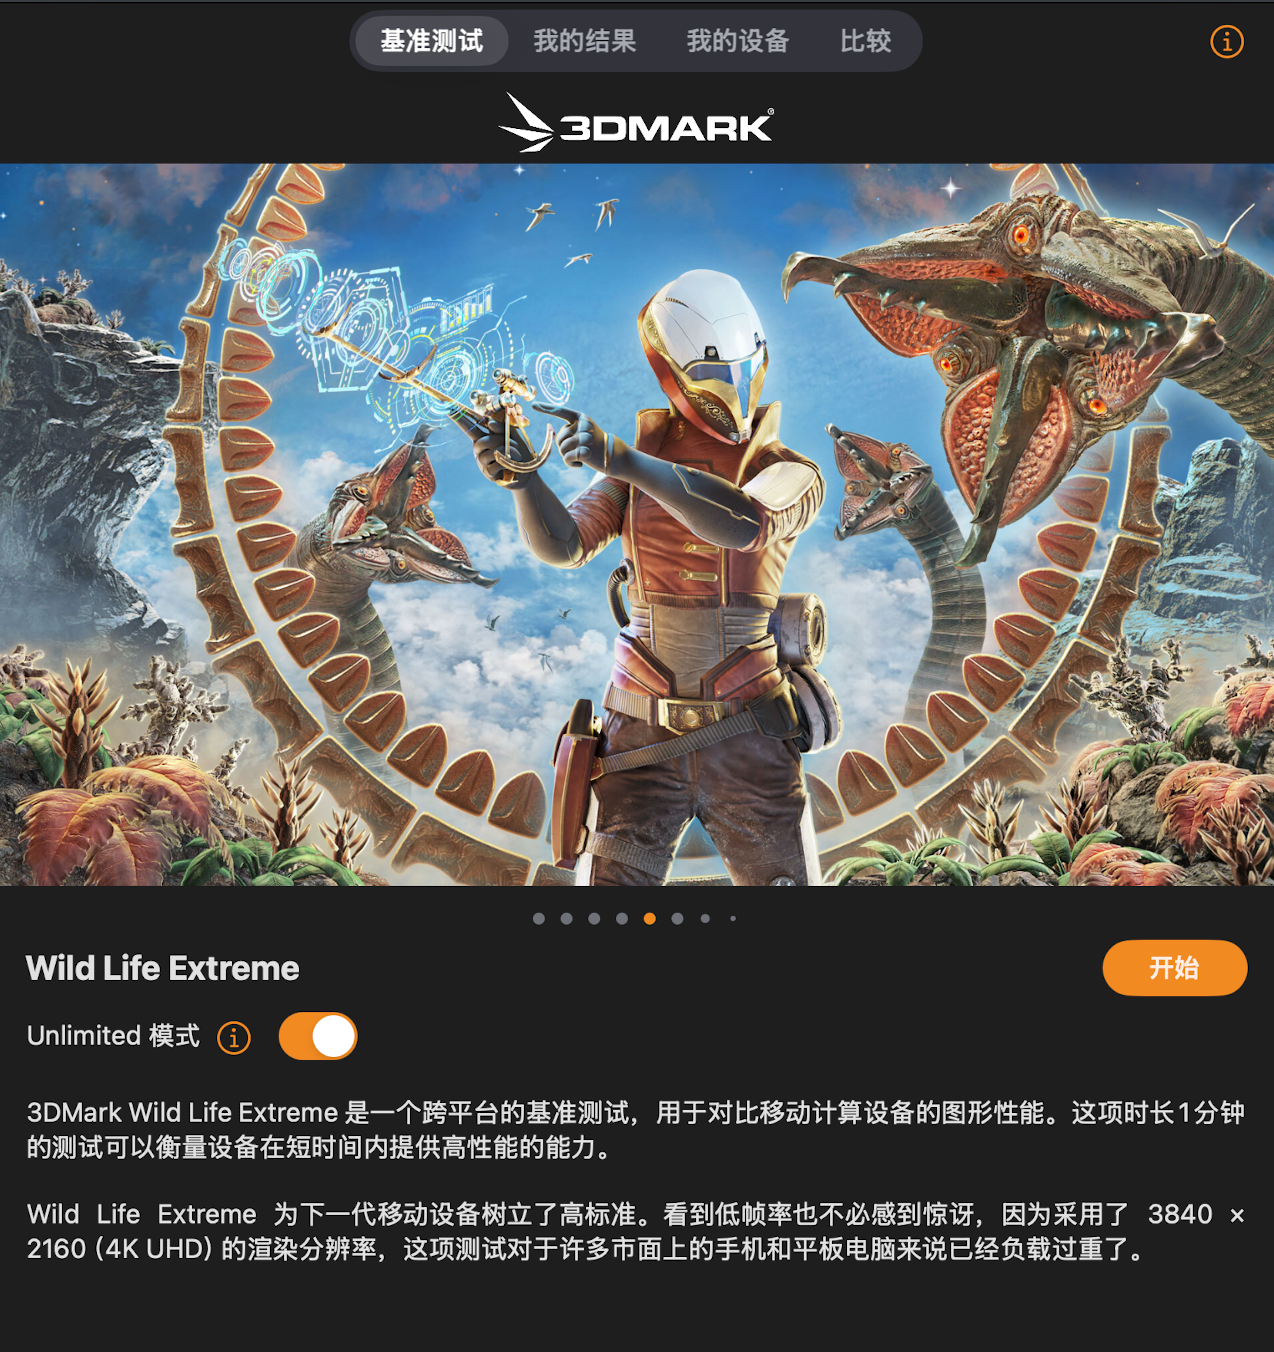 基准测试 我的结果 我的设备 比较
3DMARK®
Wild Life Extreme
开始
Unlimited 模式
3DMark Wild Life Extreme 是一个跨平台的基准测试，用于对比移动计算设备的图形性能。这项时长1分钟
的测试可以衡量设备在短时间内提供高性能的能力。
Wild Life Extreme 为下一代移动设备树立了高标准。看到低帧率也不必感到惊讶，因为采用了 3840 ×
2160 (4K UHD) 的渲染分辨率，这项测试对于许多市面上的手机和平板电脑来说已经负载过重了。